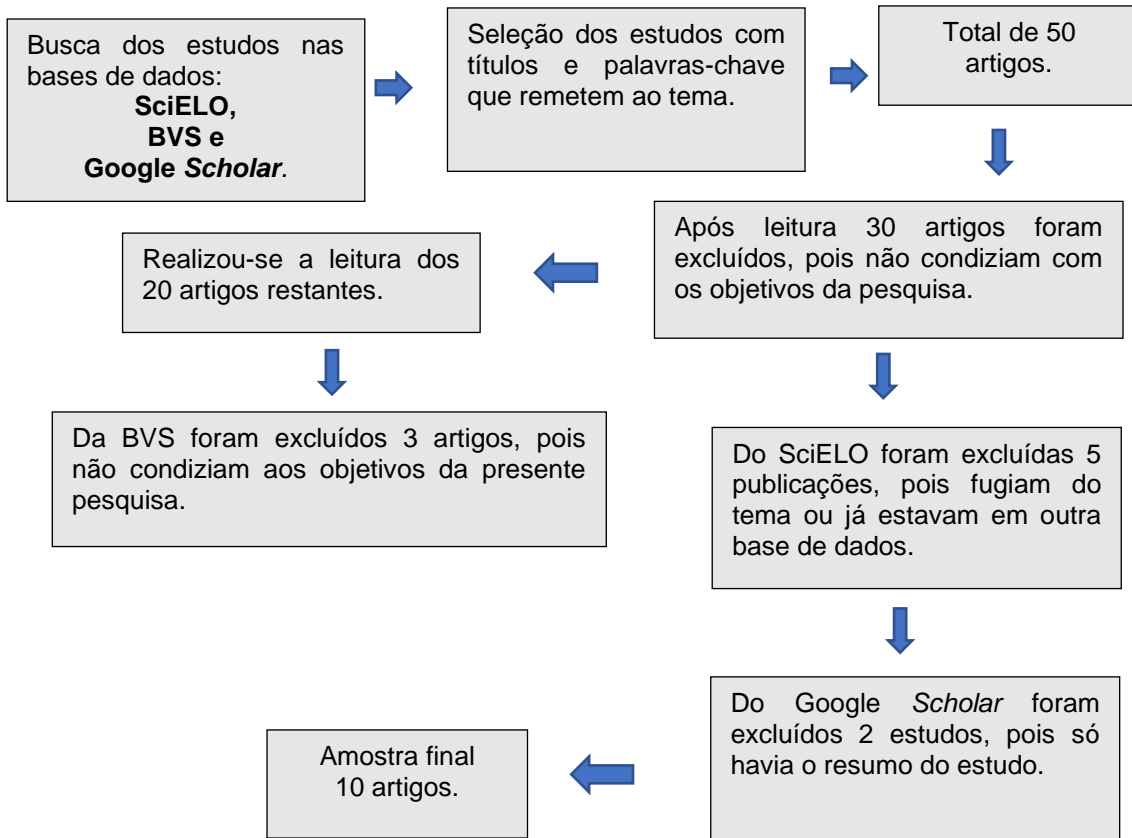 Busca dos estudos nas
bases de dados:
SciELO,
BVS e
Google Scholar.
Seleção dos estudos com
títulos e palavras-chave
que remetem ao tema.
Total de 50
artigos.
Após leitura 30 artigos foram
excluídos, pois não condiziam com
os objetivos da pesquisa.
Realizou-se a leitura dos
20 artigos restantes.
Da BVS foram excluídos 3 artigos, pois
não condiziam aos objetivos da presente
pesquisa.
Do SciELO foram excluídas 5
publicações, pois fugiam do
tema ou já estavam em outra
base de dados.
Do Google Scholar foram
excluídos 2 estudos, pois só
havia o resumo do estudo.
Amostra final
10 artigos.